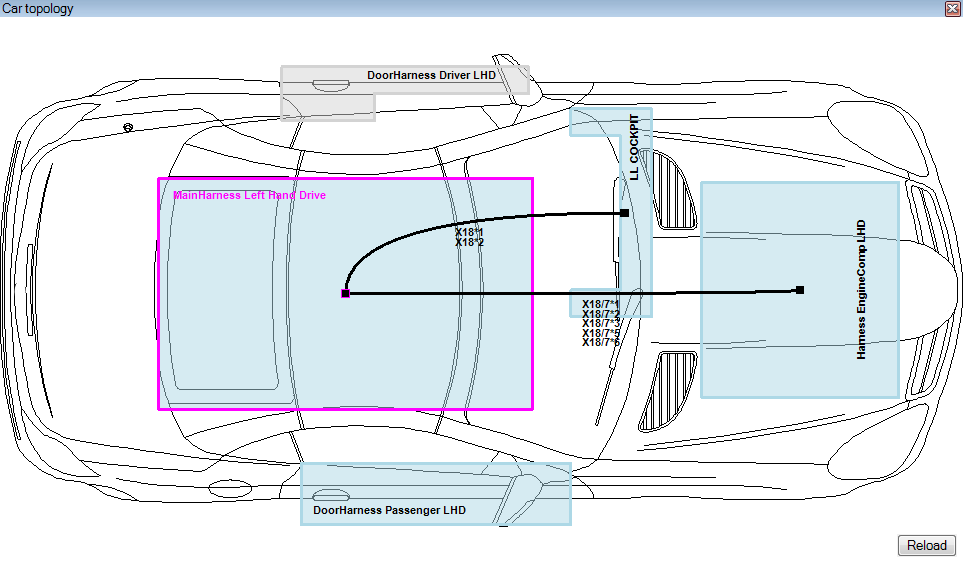 Car topology
DoorHarness Driver LHD
LL COCKPIT
MainHarness Left Hand Drive
X18*1
X18*2
Harness EngineComp LHD
X18/7*1
X18/7*2
X18/7*3
X18/7*5
X18/7*6
DoorHarness Passenger LHD
Reload